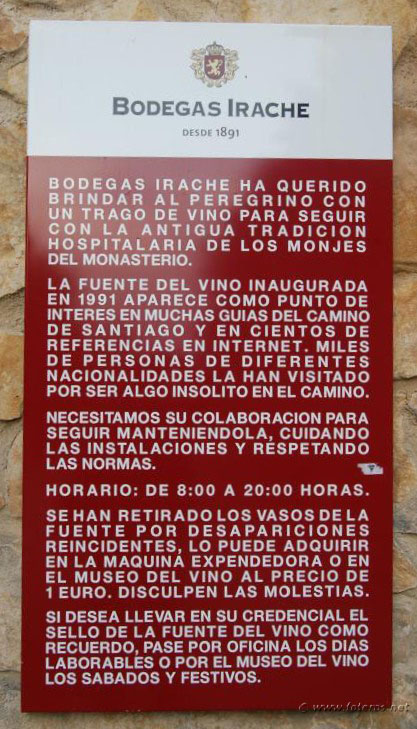 BODEGAS IRACHE
DESDE 1891
BODEGAS IRACHE HA QUERIDO
BRINDAR AL PEREGRINO CON
UN TRAGO DE VINO PARA SEGUIR
CON LA ANTIGUA TRADICION
HOSPITALARIA DE LOS MONJES
DEL MONASTERIO.
LA FUENTE DEL VINO INAUGURADA
EN 1991 APARECE COMO PUNTO DE
INTERES EN MUCHAS GUIAS DEL CAMINO
DE SANTIAGO Y EN CIENTOS DE
REFERENCIAS EN INTERNET. MILES
DE PERSONAS DE DIFERENTES
NACIONALIDADES LA HAN VISITADO
POR SER ALGO INSOLITO EN EL CAMINO.
NECESITAMOS SU COLABORACION PARA
SEGUIR MANTENIENDOLA, CUIDANDO
LAS INSTALACIONES Y RESPETANDO
LAS NORMAS.
HORARIO: DE 8:00 A 20:00 HORAS.
SE HAN RETIRADO LOS VASOS DE LA
FUENTE POR DESAPARICIONES
REINCIDENTES, LO PUEDE ADQUIRIR
EN LA MAQUINA EXPENDEDORA O EN
EL MUSEO DEL VINO AL PRECIO DE
1 EURO. DISCULPEN LAS MOLESTIAS.
SI DESEA LLEVAR EN SU CREDENCIAL EL
SELLO DE LA FUENTE DEL VINO COMO
RECUERDO, PASE POR OFICINA LOS DIAS
LABORABLES O POR EL MUSEO DEL VINO
LOS SABADOS Y FESTIVOS.